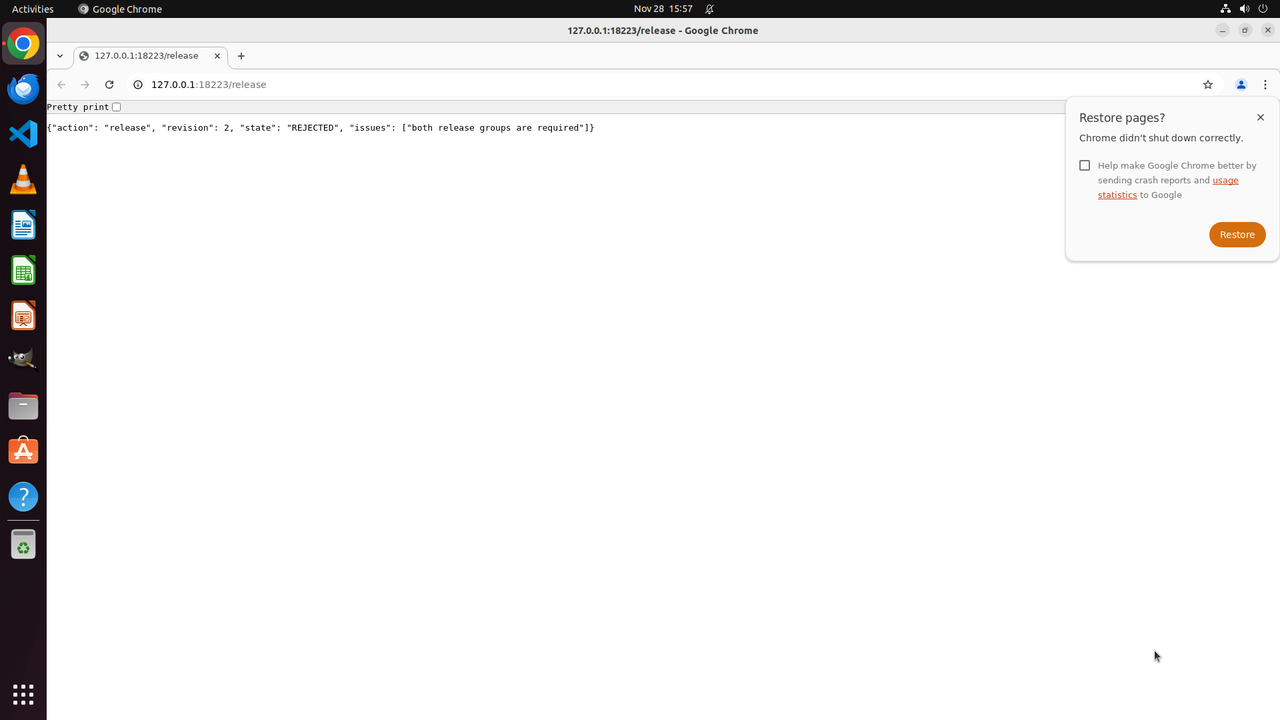 Activities
Google Chrome
Nov 28 15:57
127.0.0.1:18223/release - Google Chrome
127.0.0.1:18223/release
127.0.0.1:18223/release
Pretty print
{"action": "release", "revision": 2, "state": "REJECTED", "issues": ["both release groups are required"]}
Restore pages?
Chrome didn't shut down correctly.
Help make Google Chrome better by
sending crash reports and usage
statistics to Google
Restore